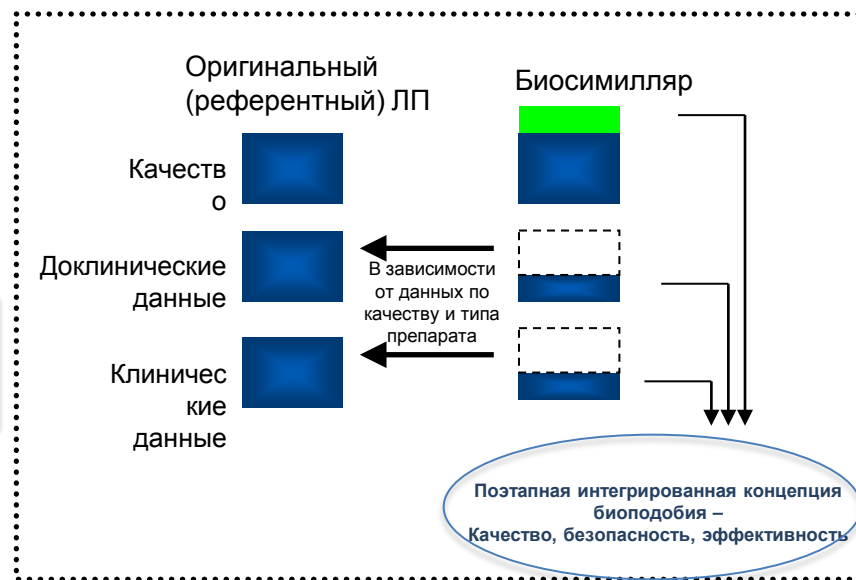 Оригинальный
(референтный) ЛП
Биосимилляр
Качеств
о
Доклинические
данные
В зависимости
от данных по
качеству и типа
препарата
Клиничес
кие
данные
Поэтапная интегрированная концепция
биоподобия –
Качество, безопасность, эффективность